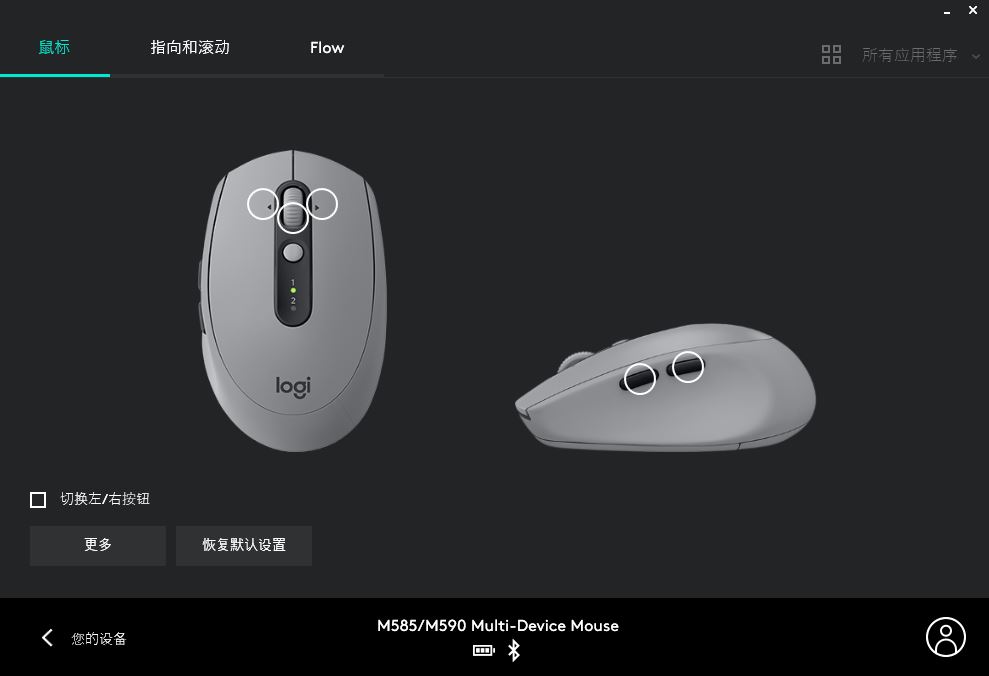 鼠标
指向和滚动
Flow
所有应用程序
1
2
logi
切换左/右按钮
更多
恢复默认设置
您的设备
M585/M590 Multi-Device Mouse